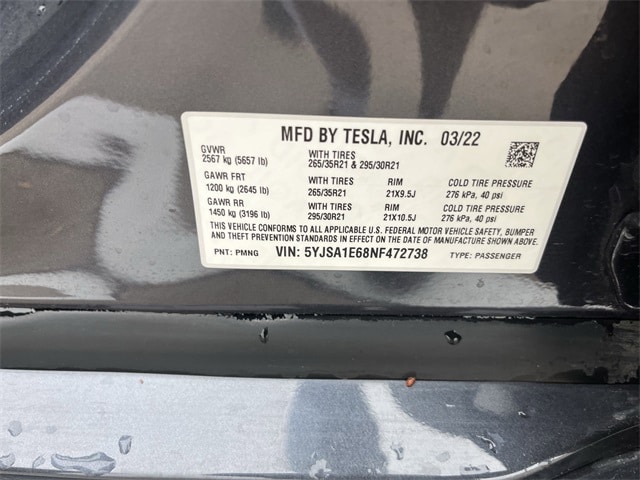 MFD BY TESLA, INC. 03/22
GVWR
2567 kg (5657 lb) WITH TIRES
265/35R21 & 295/30R21
GAWR FRT
1200 kg (2645 lb) WITH TIRES RIM COLD TIRE PRESSURE
265/35R21 21X9.5J 276 kPa, 40 psi
GAWR RR
1450 kg (3196 lb) WITH TIRES RIM COLD TIRE PRESSURE
295/30R21 21X10.5J 276 kPa, 40 psi
THIS VEHICLE CONFORMS TO ALL APPLICABLE U.S. FEDERAL MOTOR VEHICLE SAFETY, BUMPER
AND THEFT PREVENTION STANDARDS IN EFFECT ON THE DATE OF MANUFACTURE SHOWN ABOVE.
PNT: PMNG VIN: 5YJSA1E68NF472738 TYPE: PASSENGER